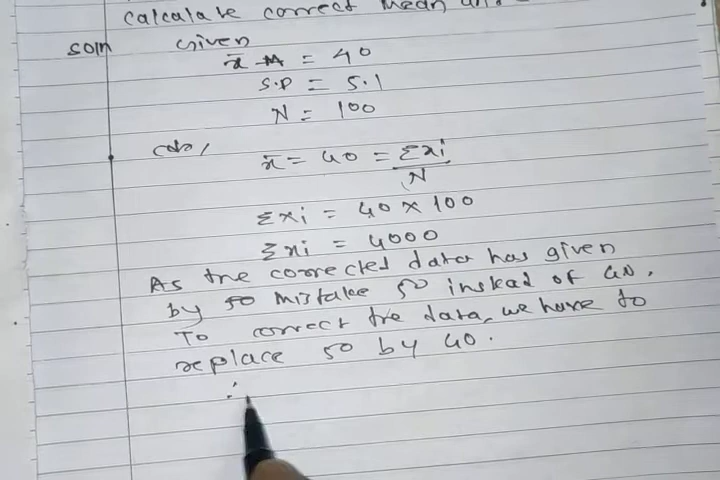 calculate correct mean and
soln Given
x̄ = 40
S.D = 5.1
N = 100
x̄ = 40 = Σxi
N
Σxi = 40 × 100
Σxi = 4000
As the corrected data has given
by mistake 50 instead of 40.
To correct the data, we have to
replace 50 by 40.
∴